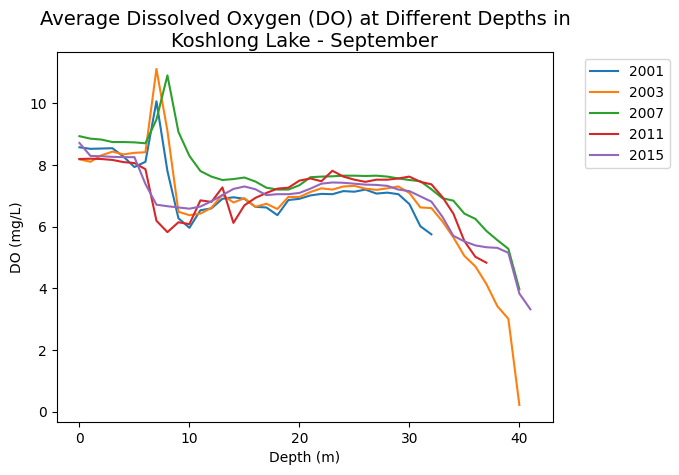 Average Dissolved Oxygen (DO) at Different Depths in
Koshlong Lake - September
2001
2003
2007
2011
2015
DO (mg/L)
10
8
6
4
2
0
0 10 20 30 40
Depth (m)